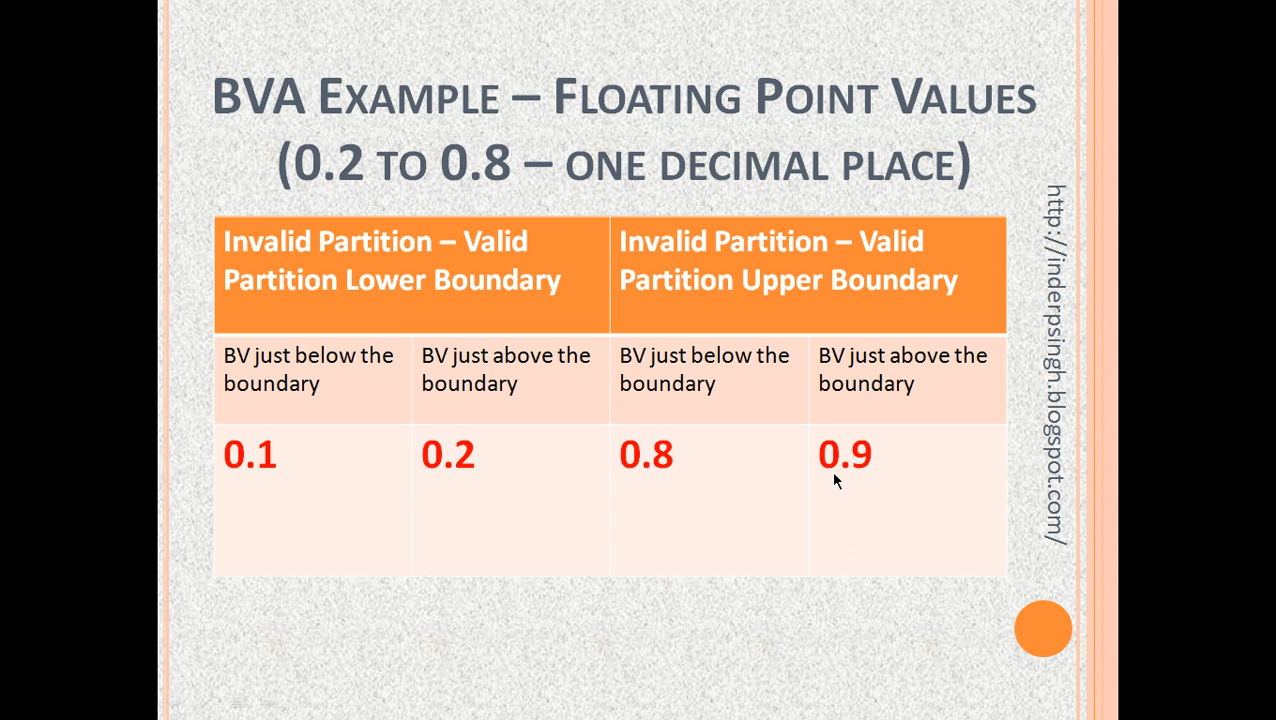 BVA EXAMPLE – FLOATING POINT VALUES
(0.2 TO 0.8 – ONE DECIMAL PLACE)
Invalid Partition – Valid
Partition Lower Boundary
Invalid Partition – Valid
Partition Upper Boundary
BV just below the
boundary
BV just above the
boundary
BV just below the
boundary
BV just above the
boundary
0.1
0.2
0.8
0.9
http://inderpsingh.blogspot.com/